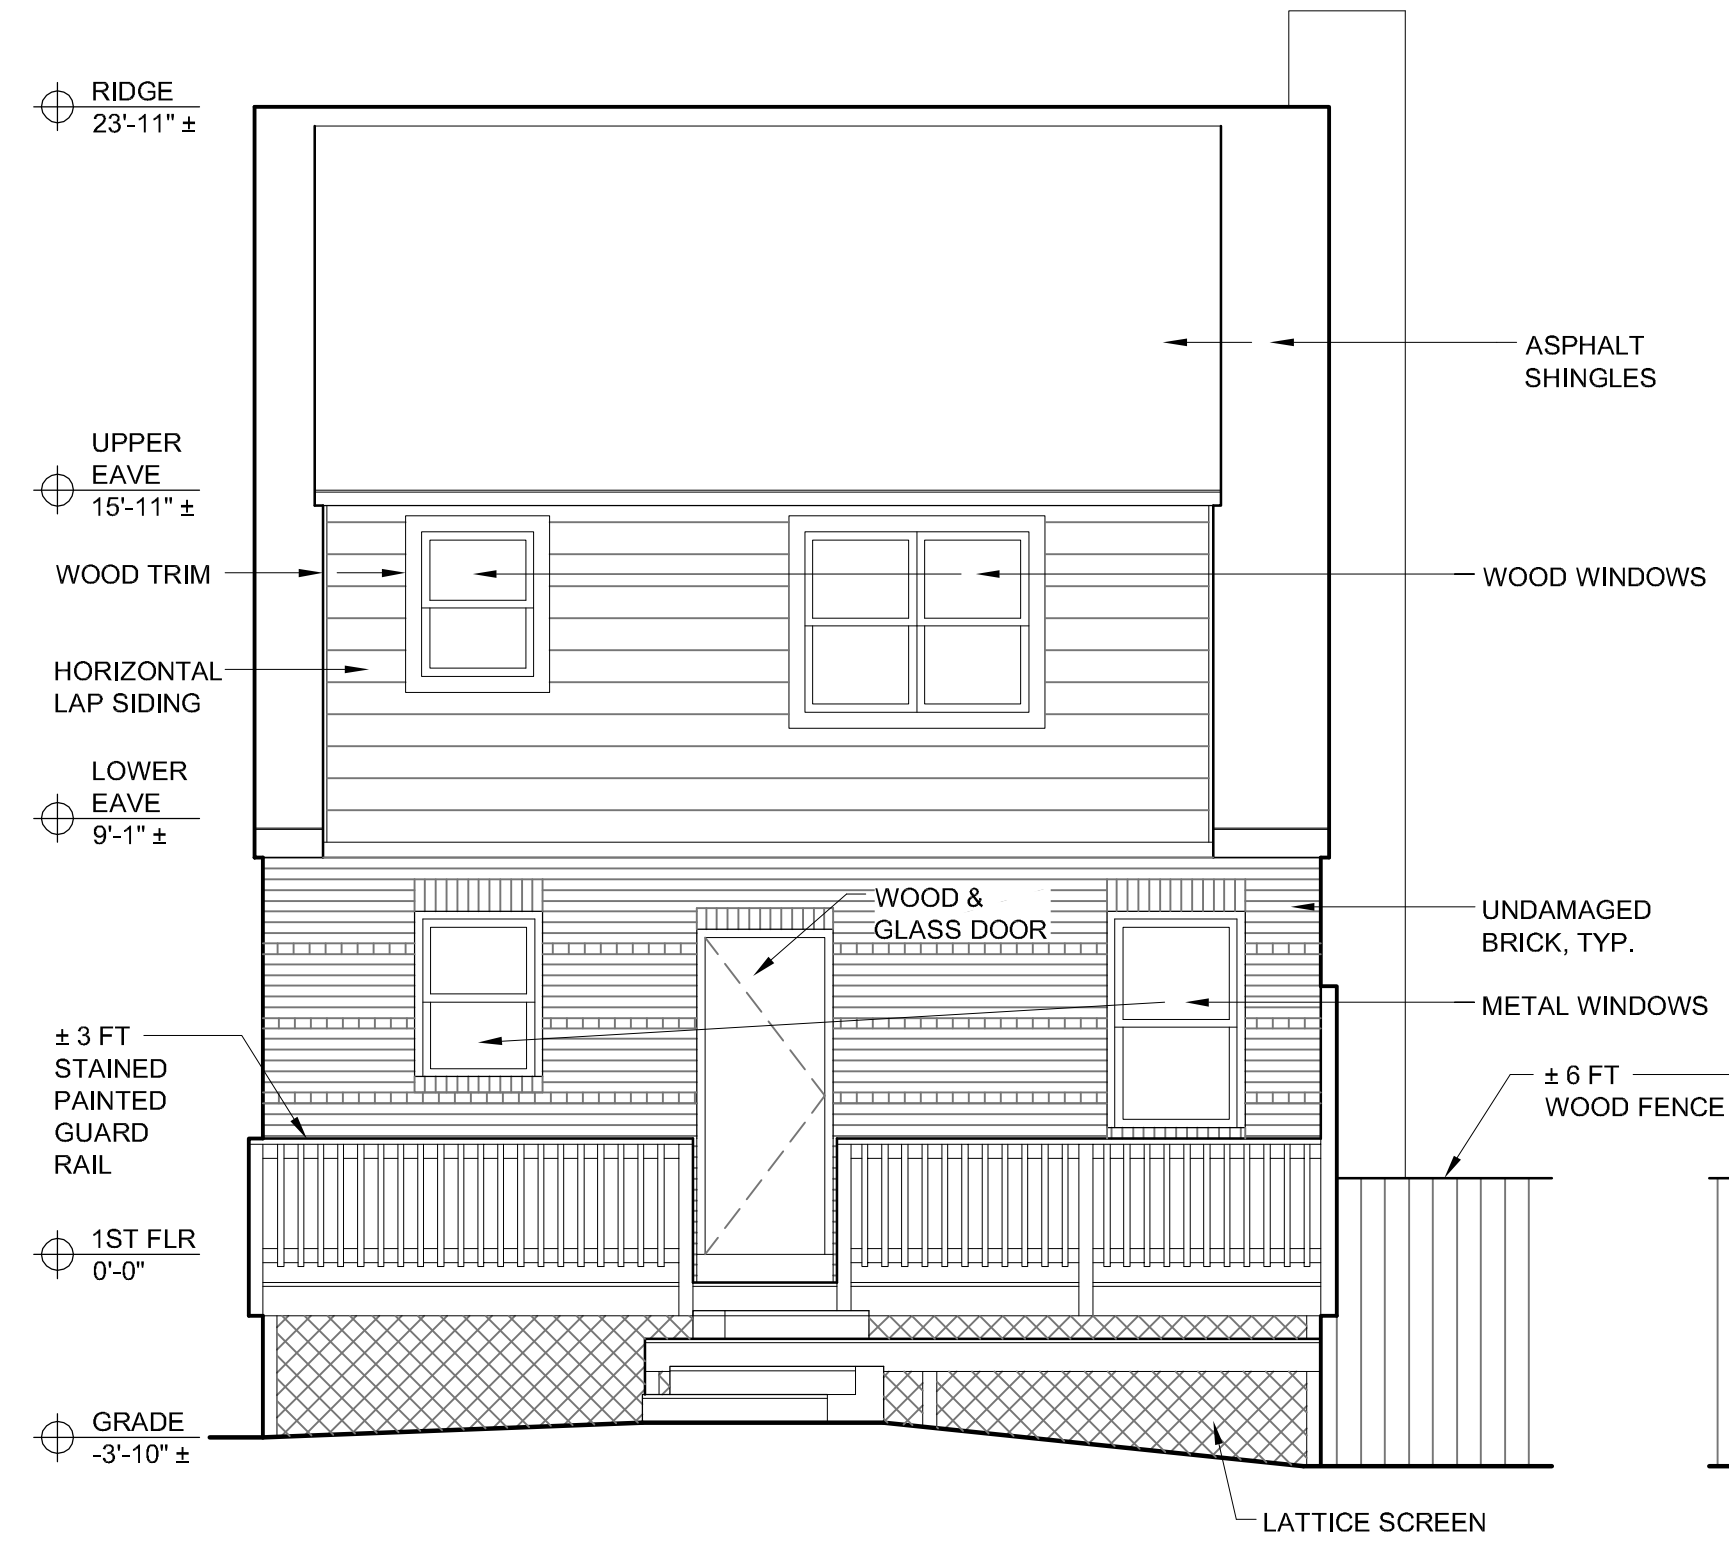 RIDGE
23'-11" ±
UPPER
EAVE
15'-11" ±
WOOD TRIM
HORIZONTAL
LAP SIDING
LOWER
EAVE
9'-1" ±
± 3 FT
STAINED
PAINTED
GUARD
RAIL
1ST FLR
0'-0"
GRADE
-3'-10" ±
WOOD &
GLASS DOOR
ASPHALT
SHINGLES
WOOD WINDOWS
UNDAMAGED
BRICK, TYP.
METAL WINDOWS
± 6 FT
WOOD FENCE
LATTICE SCREEN